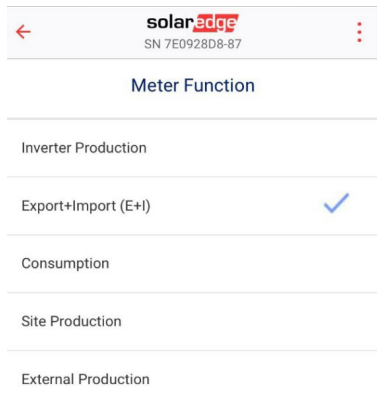 solaredge
SN 7E0928D8-87
Meter Function
Inverter Production
Export+Import (E+I)
Consumption
Site Production
External Production